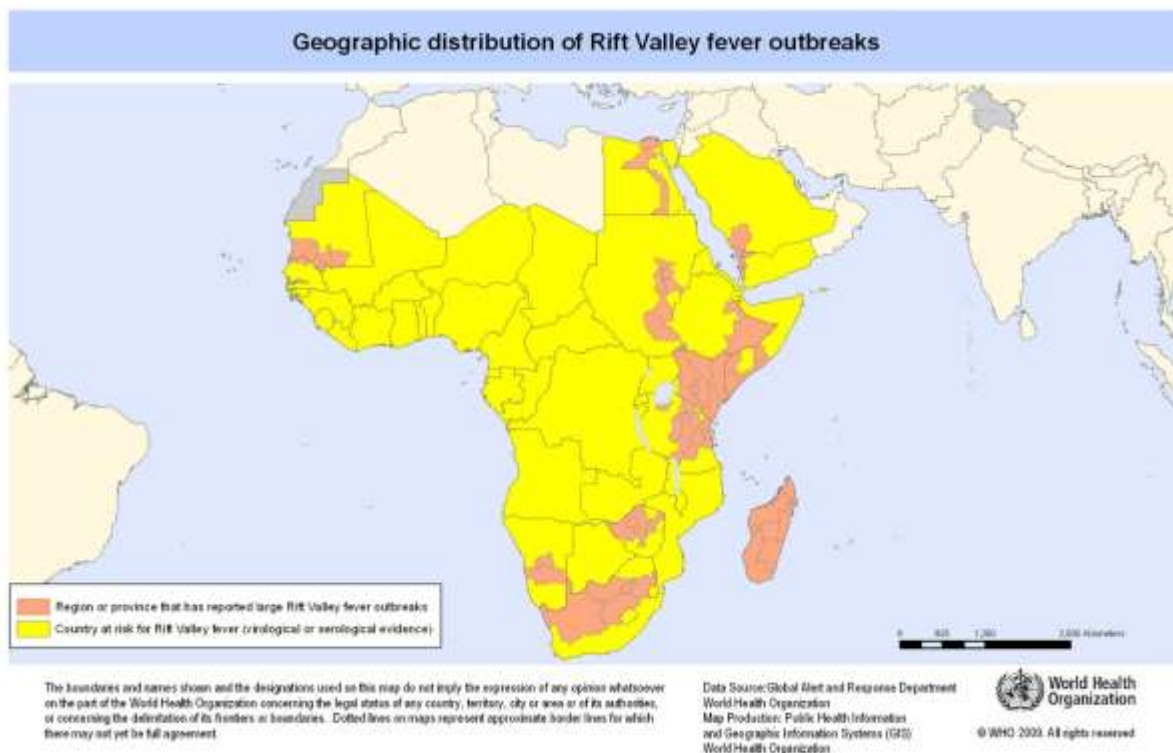 Geographic distribution of Rift Valley fever outbreaks
Region or province that has reported large Rift Valley fever outbreaks
Country at risk for Rift Valley fever (virological or serological evidence)
0
Kilometers
The boundaries and names shown and the designations used on this map do not imply the expression of any opinion whatsoever
on the part of the World Health Organization concerning the legal status of any country, territory, city or area or of its authorities,
or concerning the delimitation of its frontiers or boundaries. Dotted lines on maps represent approximate border lines for which
there may not yet be full agreement.
Data Source: Global Alert and Response Department
World Health Organization
Map Production: Public Health Information
and Geographic Information Systems (GIS)
World Health Organization
World Health
Organization
© WHO 2009. All rights reserved